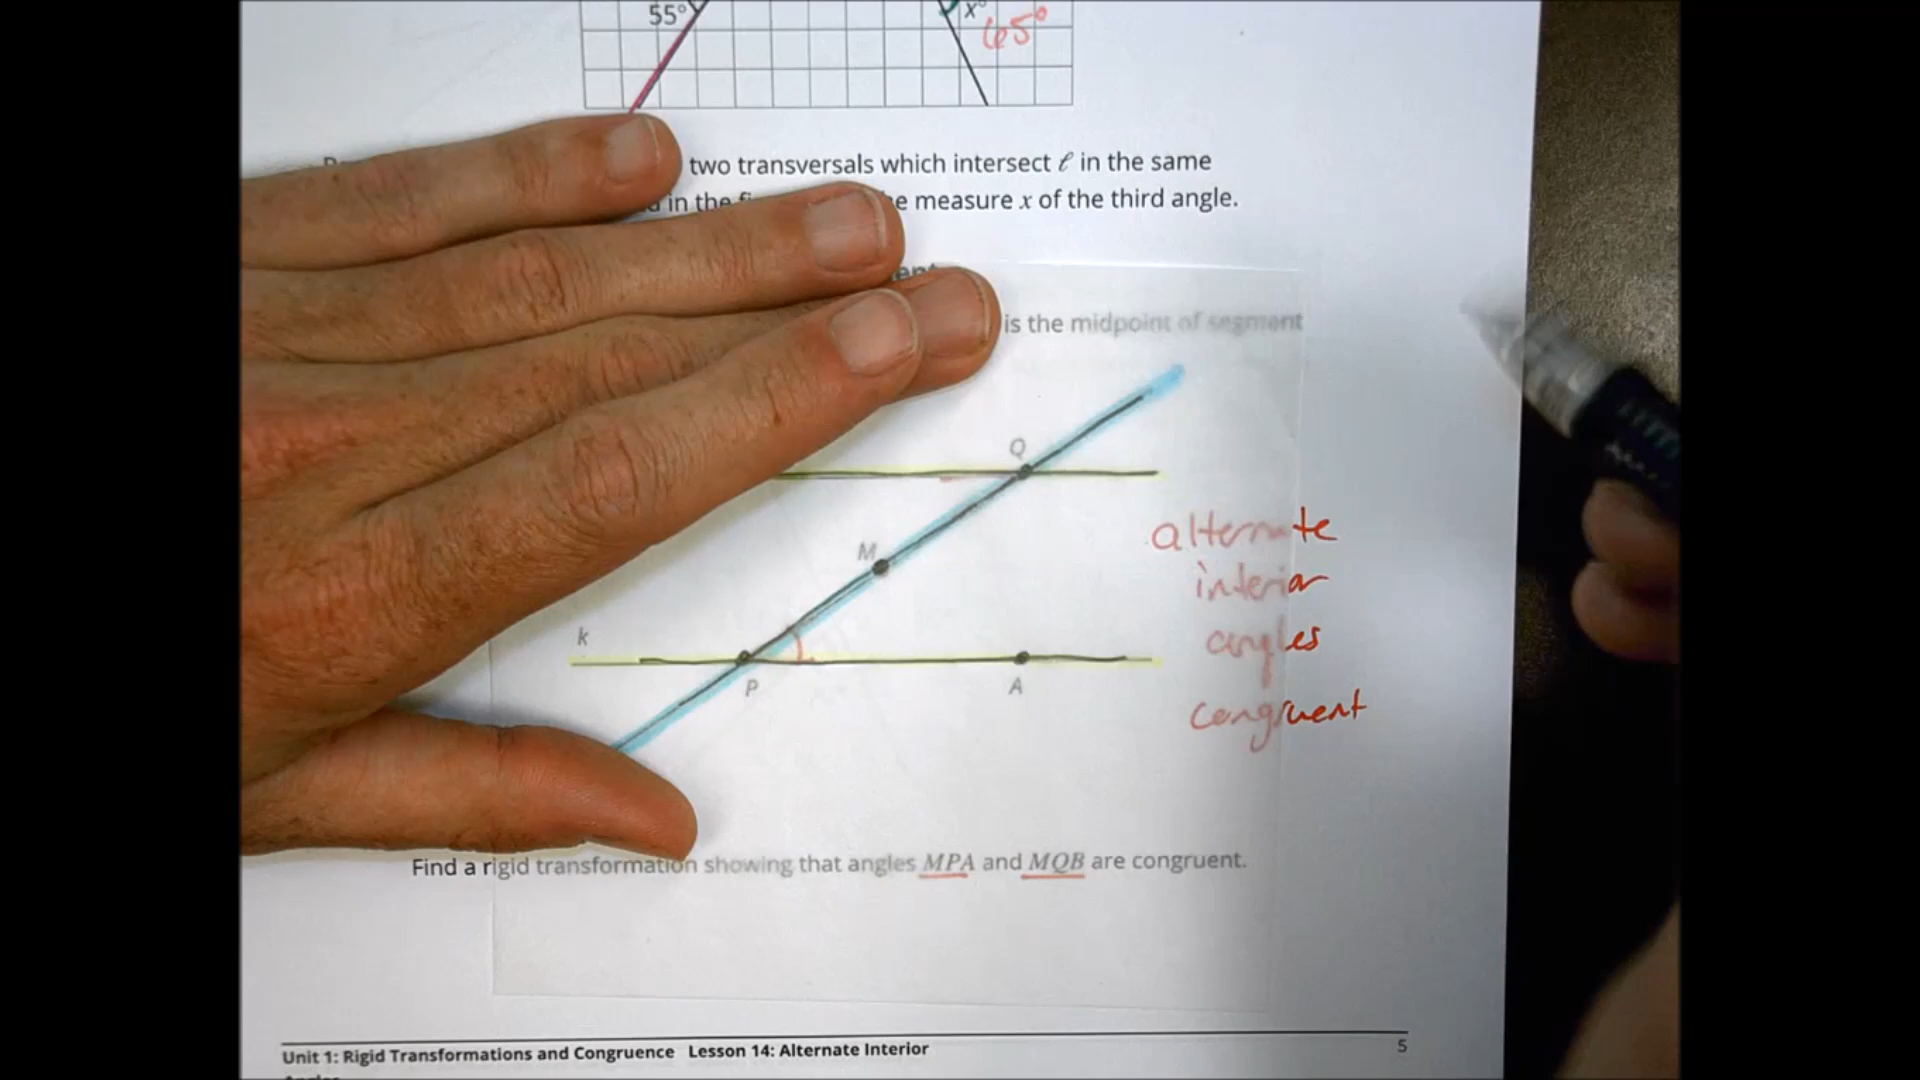 55°
x°
65°
two transversals which intersect ℓ in the same
in the measure x of the third angle.
is the midpoint of segment
Q
M
k
P
A
alternate
interior
angles
congruent
Find a rigid transformation showing that angles MPA and MQB are congruent.
Unit 1: Rigid Transformations and Congruence Lesson 14: Alternate Interior
5